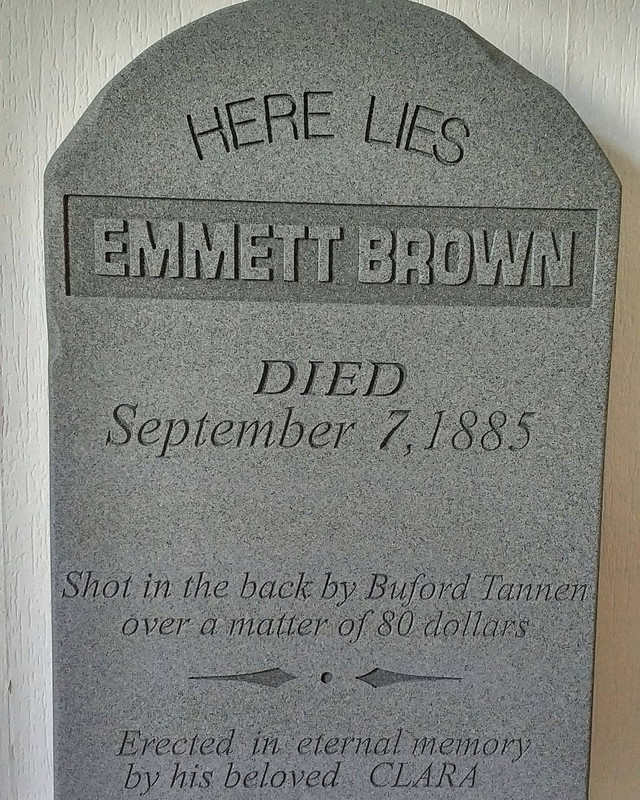 HERE LIES
EMMETT BROWN
DIED
September 7, 1885
Shot in the back by Buford Tannen
over a matter of 80 dollars
Erected in eternal memory
by his beloved CLARA